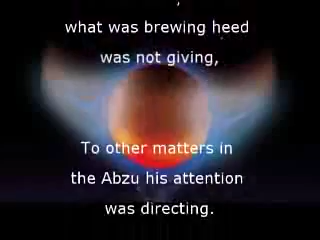 what was brewing heed
was not giving,
To other matters in
the Abzu his attention
was directing.